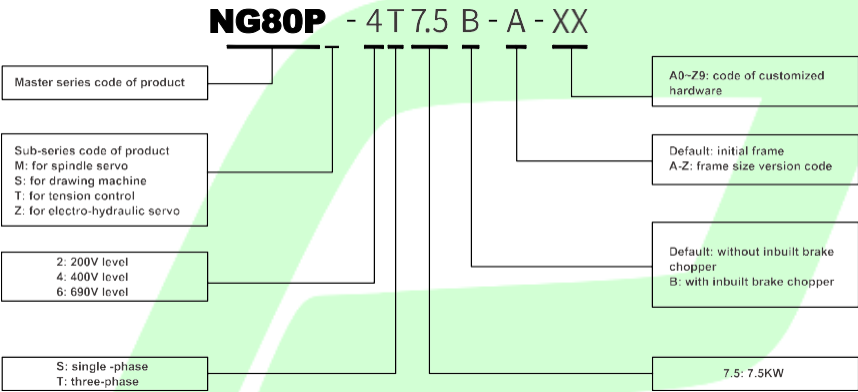 NG80P - 4T7.5 B - A - XX
Master series code of product
Sub-series code of product
M: for spindle servo
S: for drawing machine
T: for tension control
Z: for electro-hydraulic servo
2: 200V level
4: 400V level
6: 690V level
S: single -phase
T: three-phase
A0~Z9: code of customized
hardware
Default: initial frame
A-Z: frame size version code
Default: without inbuilt brake
chopper
B: with inbuilt brake chopper
7.5: 7.5KW